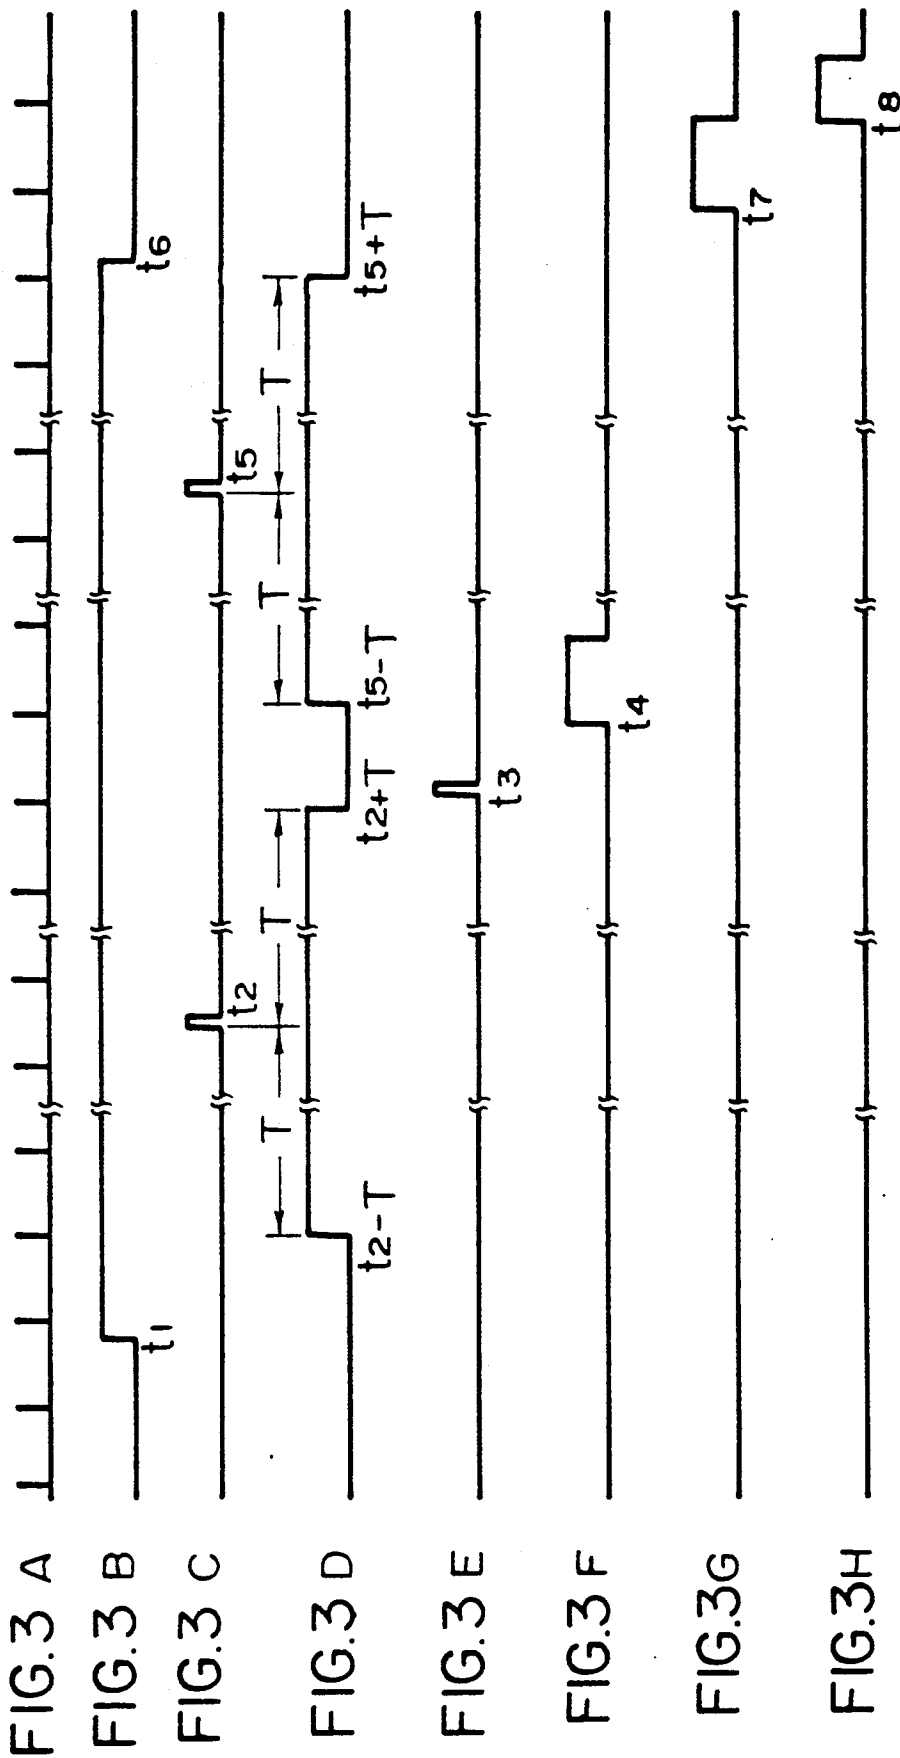 FIG.3 A
FIG.3 B
t1
t6
FIG.3 C
t2
t5
T
T
T
T
FIG.3 D
t2-T
t2+T
t5-T
t5+T
FIG.3 E
t3
FIG.3 F
t4
FIG.3G
t7
FIG.3H
t8